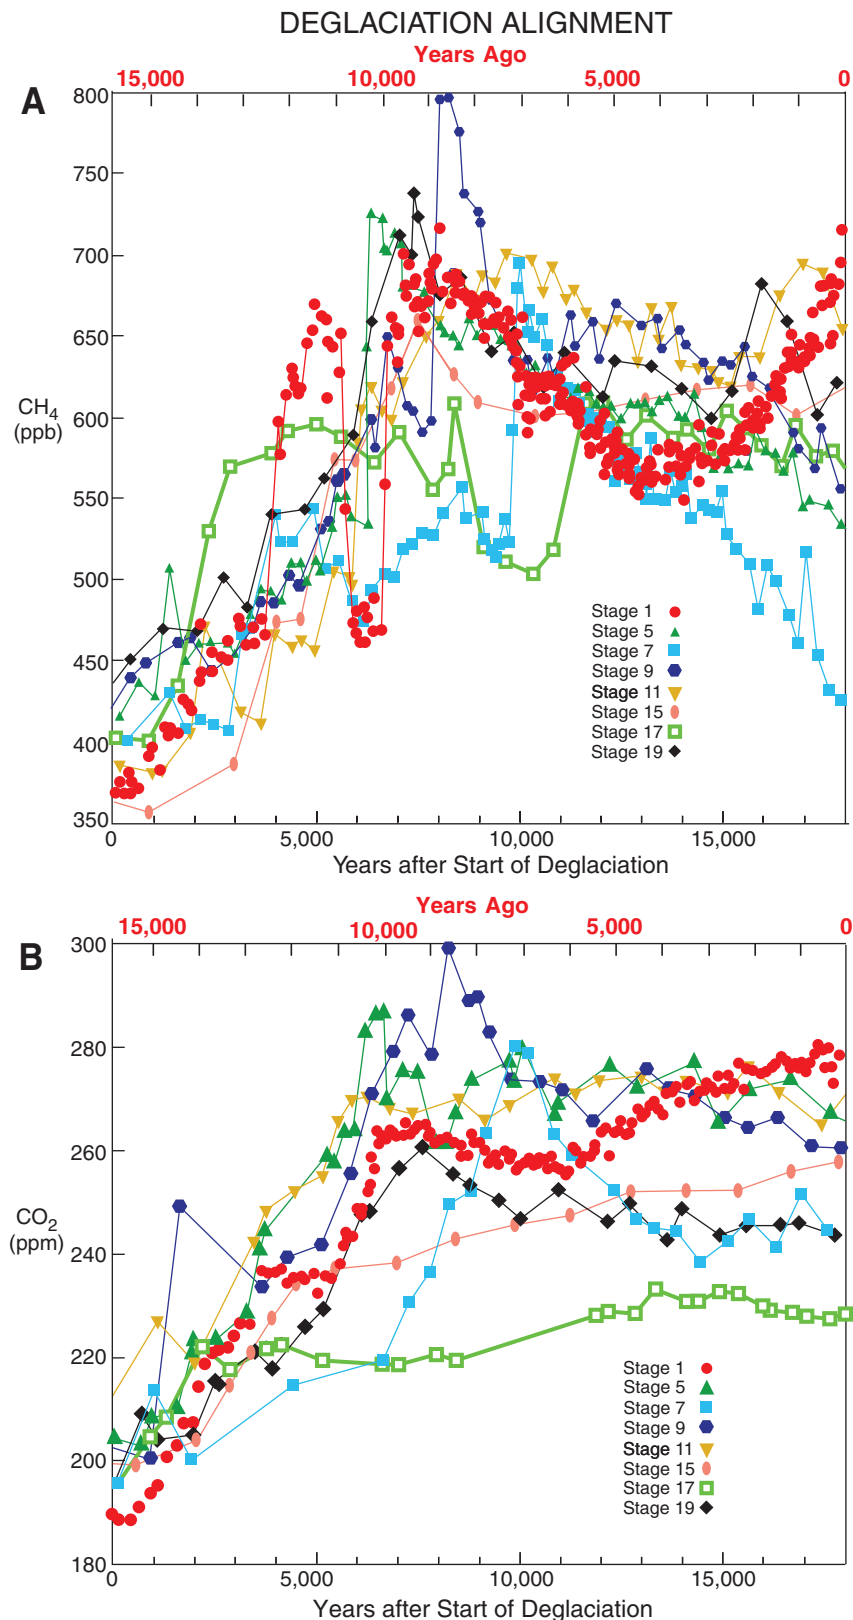 DEGLACIATION ALIGNMENT
Years Ago
15,000 10,000 5,000 0
A
800
750
700
650
CH4
(ppb)
600
550
500
450
400
350
Stage 1
Stage 5
Stage 7
Stage 9
Stage 11
Stage 15
Stage 17
Stage 19
0 5,000 10,000 15,000
Years after Start of Deglaciation
Years Ago
15,000 10,000 5,000 0
B
300
280
260
CO2
(ppm)
240
220
200
180
Stage 1
Stage 5
Stage 7
Stage 9
Stage 11
Stage 15
Stage 17
Stage 19
0 5,000 10,000 15,000
Years after Start of Deglaciation